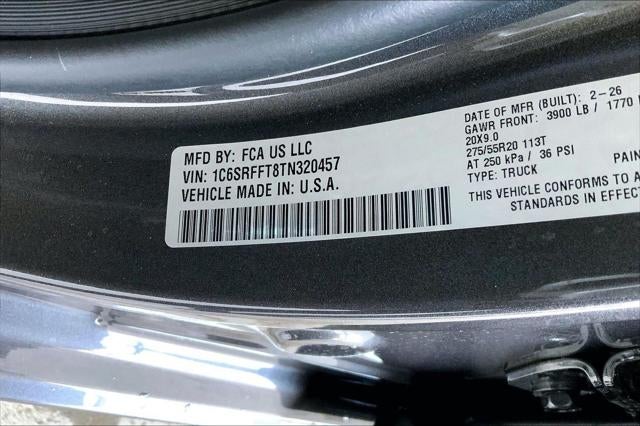 MFD BY: FCA US LLC
VIN: 1C6SRFFT8TN320457
VEHICLE MADE IN: U.S.A.
DATE OF MFR (BUILT): 2-26
GAWR FRONT: 3900 LB / 1770
20X9.0
275/55R20 113T
AT 250 kPa / 36 PSI
TYPE: TRUCK
PAIN
THIS VEHICLE CONFORMS TO A
STANDARDS IN EFFEC